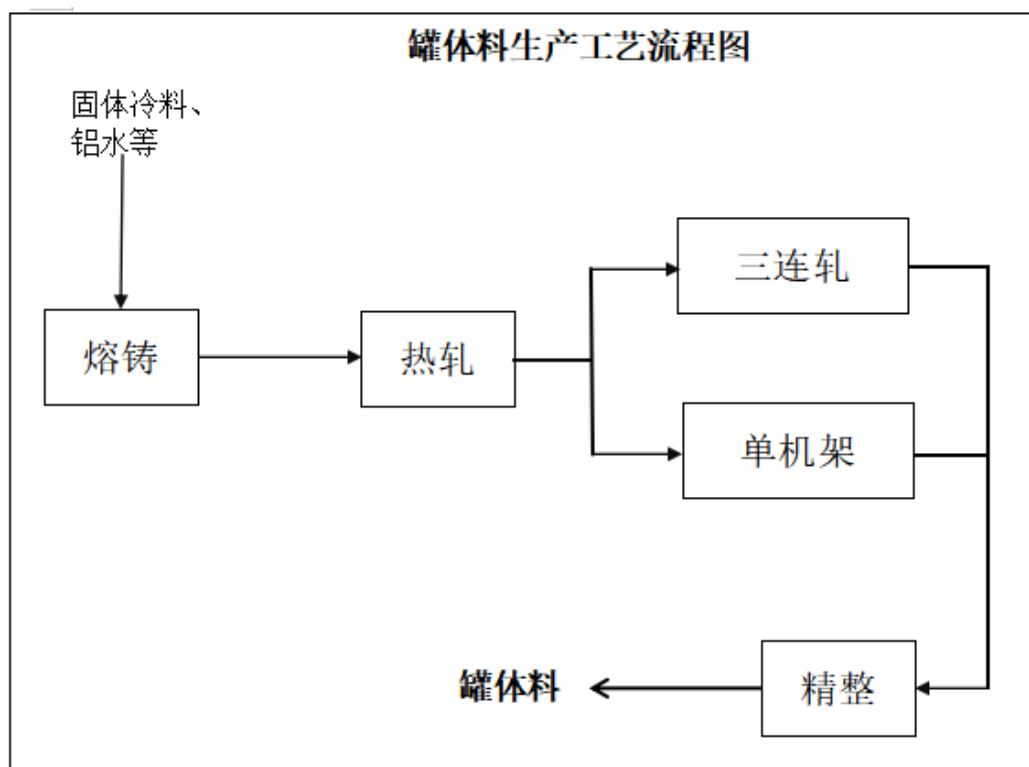 罐体料生产工艺流程图
固体冷料、
铝水等
三连轧
熔铸
热轧
单机架
罐体料
精整